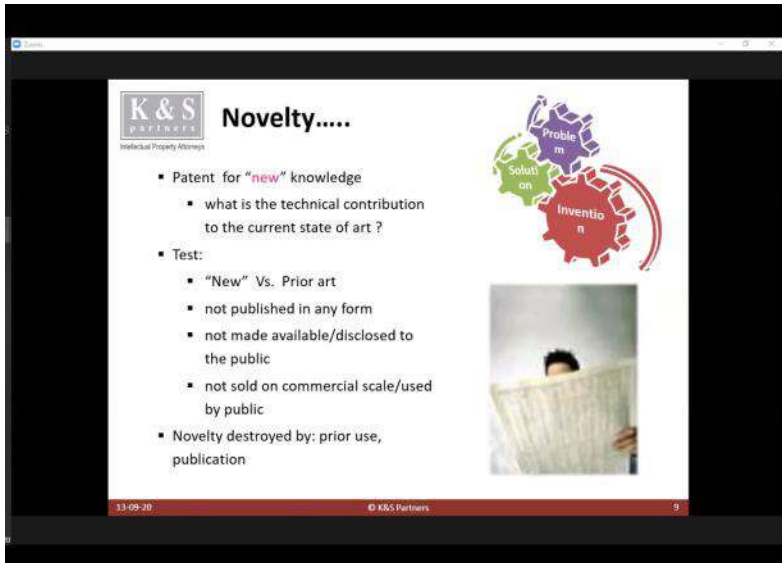 Zoom
K & S
partners
Intellectual Property Attorneys
Novelty.....
Proble
m
Soluti
on
Inventio
n
▪ Patent for “new” knowledge
▪ what is the technical contribution
to the current state of art ?
▪ Test:
▪ “New” Vs. Prior art
▪ not published in any form
▪ not made available/disclosed to
the public
▪ not sold on commercial scale/used
by public
▪ Novelty destroyed by: prior use,
publication
13-09-20
© K&S Partners
9